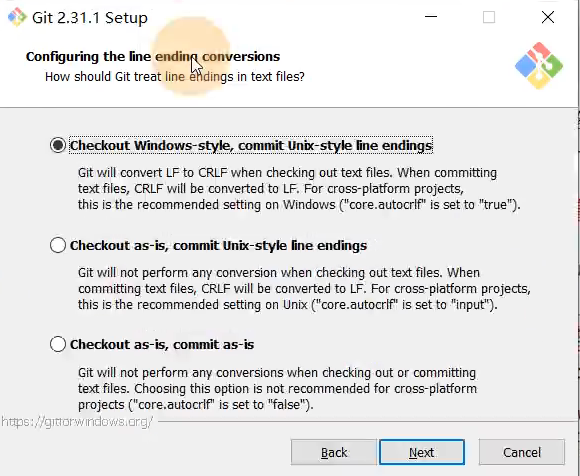 Git 2.31.1 Setup
Configuring the line ending conversions
How should Git treat line endings in text files?
Checkout Windows-style, commit Unix-style line endings
Git will convert LF to CRLF when checking out text files. When committing
text files, CRLF will be converted to LF. For cross-platform projects,
this is the recommended setting on Windows ("core.autocrlf" is set to "true").
Checkout as-is, commit Unix-style line endings
Git will not perform any conversion when checking out text files. When
committing text files, CRLF will be converted to LF. For cross-platform projects,
this is the recommended setting on Unix ("core.autocrlf" is set to "input").
Checkout as-is, commit as-is
Git will not perform any conversions when checking out or committing
text files. Choosing this option is not recommended for cross-platform
projects ("core.autocrlf" is set to "false").
https://gitforwindows.org/
Back
Next
Cancel